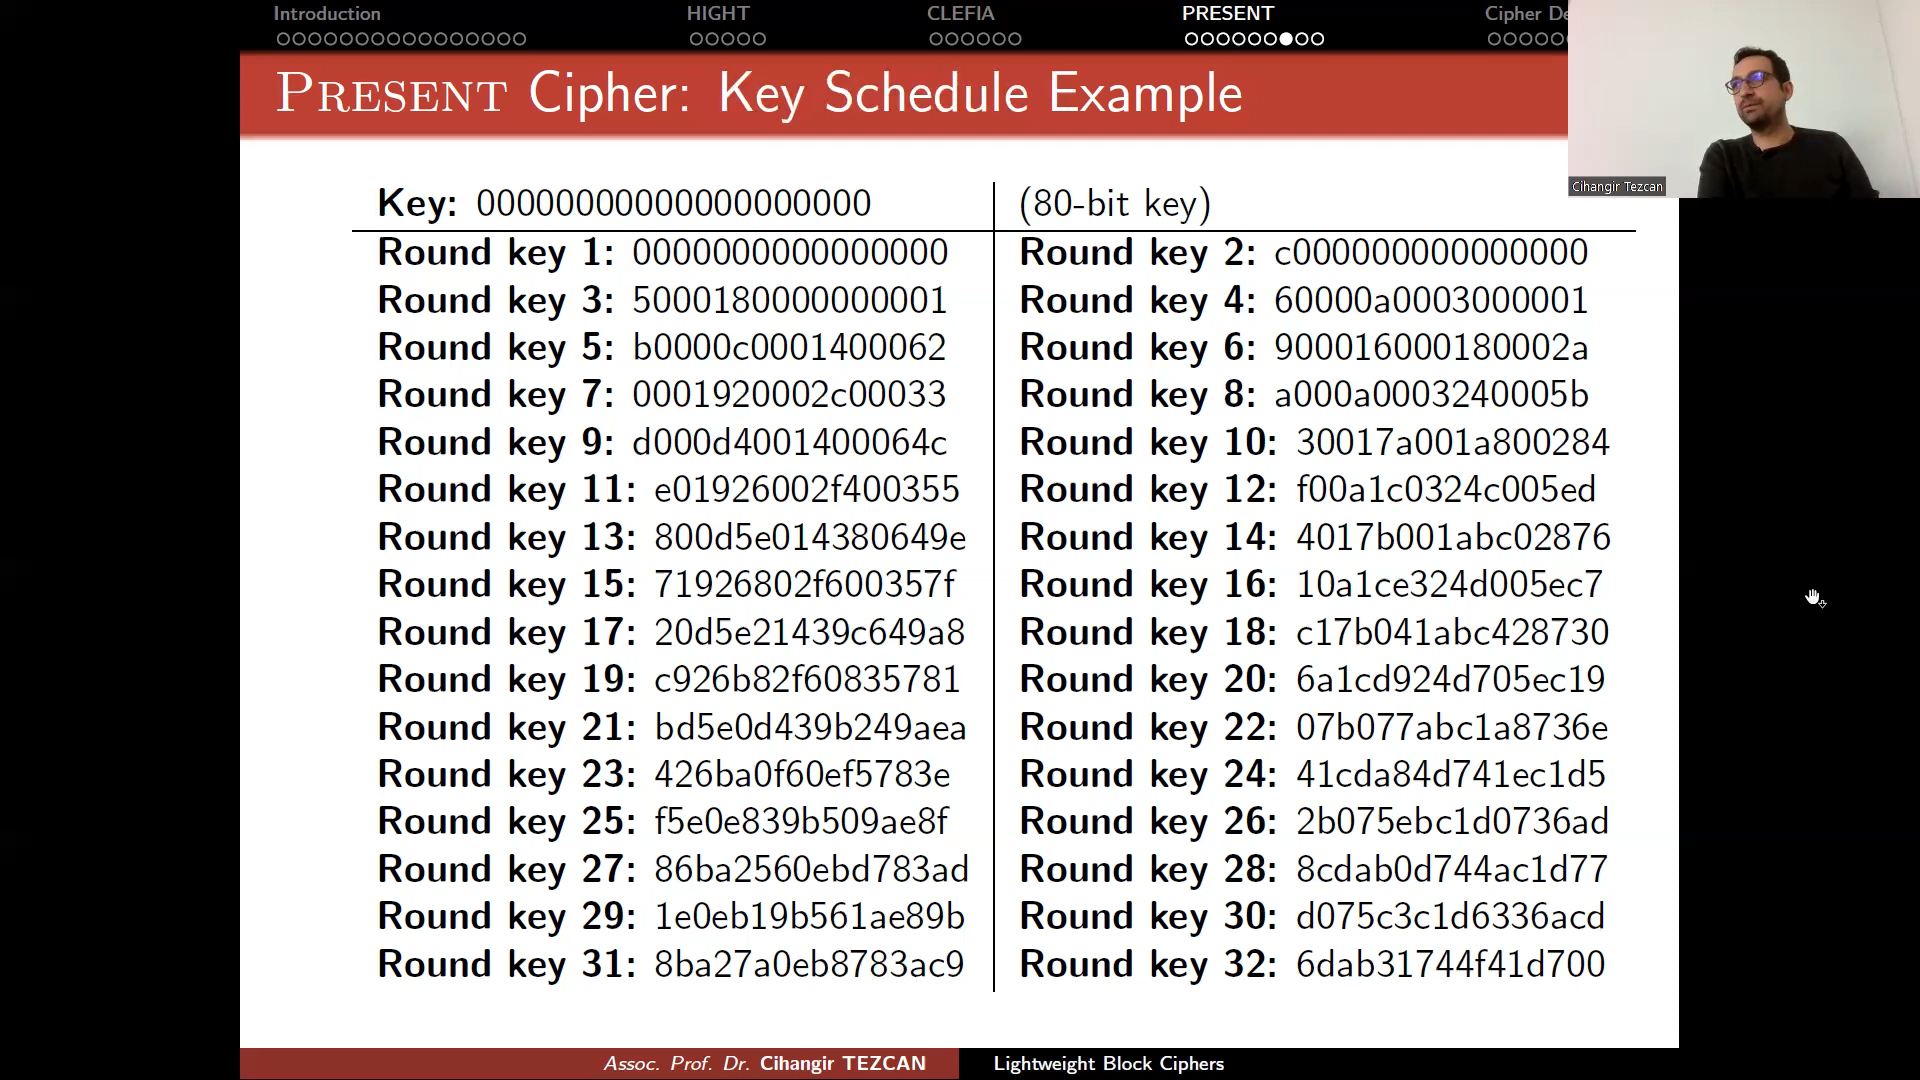 Introduction HIGHT CLEFIA PRESENT Cipher De
PRESENT Cipher: Key Schedule Example
Cihangir Tezcan
Key: 00000000000000000000 (80-bit key)
Round key 1: 0000000000000000 Round key 2: c000000000000000
Round key 3: 5000180000000001 Round key 4: 60000a0003000001
Round key 5: b0000c0001400062 Round key 6: 900016000180002a
Round key 7: 0001920002c00033 Round key 8: a000a0003240005b
Round key 9: d000d4001400064c Round key 10: 30017a001a800284
Round key 11: e01926002f400355 Round key 12: f00a1c0324c005ed
Round key 13: 800d5e014380649e Round key 14: 4017b001abc02876
Round key 15: 71926802f600357f Round key 16: 10a1ce324d005ec7
Round key 17: 20d5e21439c649a8 Round key 18: c17b041abc428730
Round key 19: c926b82f60835781 Round key 20: 6a1cd924d705ec19
Round key 21: bd5e0d439b249aea Round key 22: 07b077abc1a8736e
Round key 23: 426ba0f60ef5783e Round key 24: 41cda84d741ec1d5
Round key 25: f5e0e839b509ae8f Round key 26: 2b075ebc1d0736ad
Round key 27: 86ba2560ebd783ad Round key 28: 8cdab0d744ac1d77
Round key 29: 1e0eb19b561ae89b Round key 30: d075c3c1d6336acd
Round key 31: 8ba27a0eb8783ac9 Round key 32: 6dab31744f41d700
Assoc. Prof. Dr. Cihangir TEZCAN Lightweight Block Ciphers